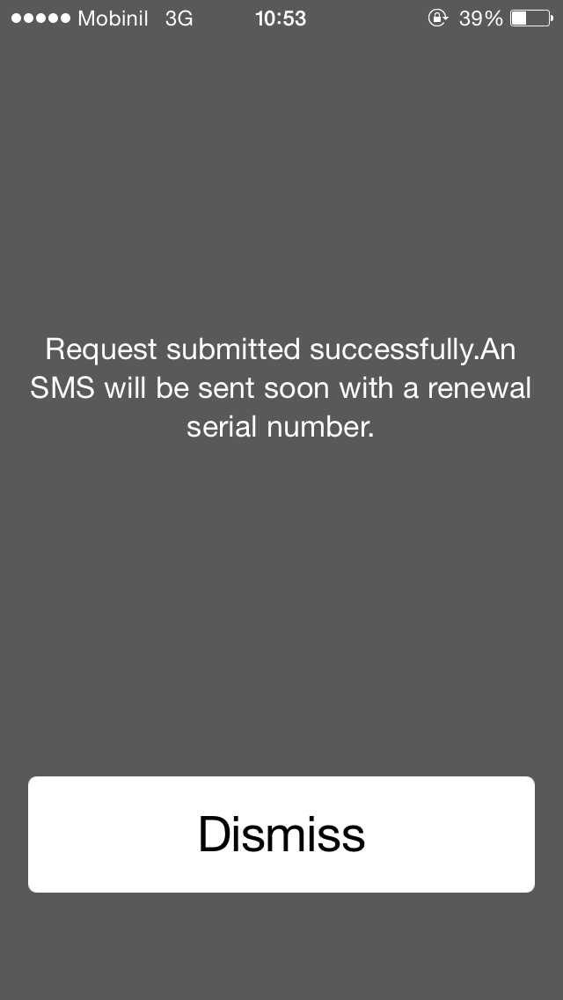 Mobinil 3G 10:53 39%
Request submitted successfully.An
SMS will be sent soon with a renewal
serial number.
Dismiss